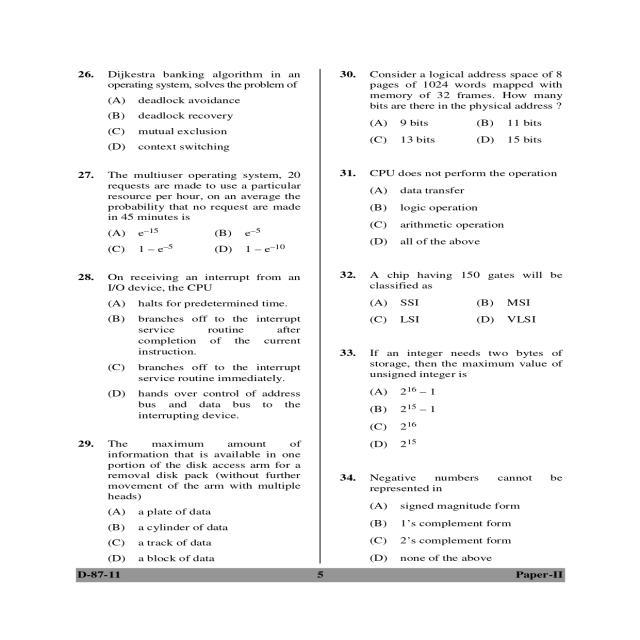 26. Dijkestra banking algorithm in an
operating system, solves the problem of
(A) deadlock avoidance
(B) deadlock recovery
(C) mutual exclusion
(D) context switching
27. The multiuser operating system, 20
requests are made to use a particular
resource per hour, on an average the
probability that no request are made
in 45 minutes is
(A) e⁻¹⁵ (B) e⁻⁵
(C) 1 – e⁻⁵ (D) 1 – e⁻¹⁰
28. On receiving an interrupt from an
I/O device, the CPU
(A) halts for predetermined time.
(B) branches off to the interrupt
service routine after
completion of the current
instruction.
(C) branches off to the interrupt
service routine immediately.
(D) hands over control of address
bus and data bus to the
interrupting device.
29. The maximum amount of
information that is available in one
portion of the disk access arm for a
removal disk pack (without further
movement of the arm with multiple
heads)
(A) a plate of data
(B) a cylinder of data
(C) a track of data
(D) a block of data
30. Consider a logical address space of 8
pages of 1024 words mapped with
memory of 32 frames. How many
bits are there in the physical address ?
(A) 9 bits (B) 11 bits
(C) 13 bits (D) 15 bits
31. CPU does not perform the operation
(A) data transfer
(B) logic operation
(C) arithmetic operation
(D) all of the above
32. A chip having 150 gates will be
classified as
(A) SSI (B) MSI
(C) LSI (D) VLSI
33. If an integer needs two bytes of
storage, then the maximum value of
unsigned integer is
(A) 2¹⁶ – 1
(B) 2¹⁵ – 1
(C) 2¹⁶
(D) 2¹⁵
34. Negative numbers cannot be
represented in
(A) signed magnitude form
(B) 1's complement form
(C) 2's complement form
(D) none of the above
D-87-11 5 Paper-II